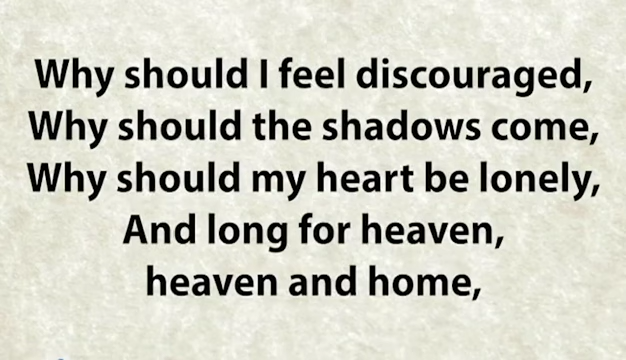 Why should I feel discouraged,
Why should the shadows come,
Why should my heart be lonely,
And long for heaven,
heaven and home,